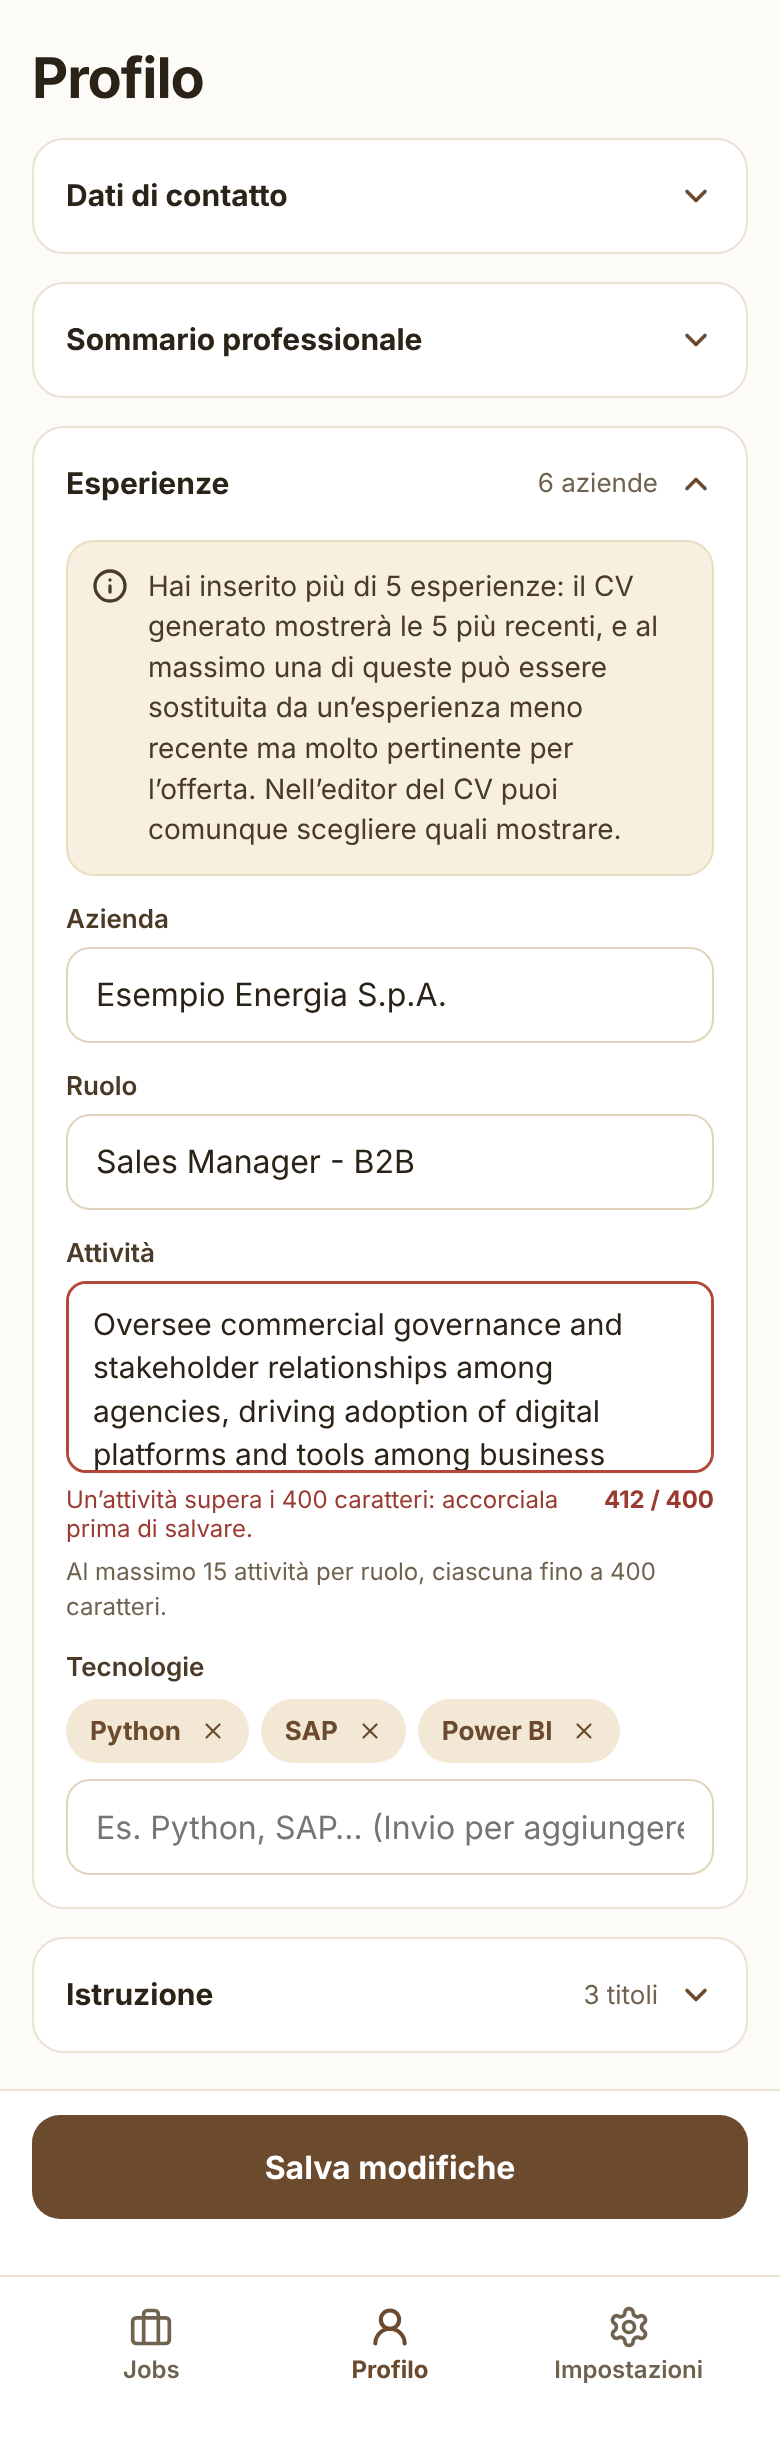 Profilo
Dati di contatto
Sommario professionale
Esperienze 6 aziende
Hai inserito più di 5 esperienze: il CV
generato mostrerà le 5 più recenti, e al
massimo una di queste può essere
sostituita da un’esperienza meno
recente ma molto pertinente per
l’offerta. Nell’editor del CV puoi
comunque scegliere quali mostrare.
Azienda
Esempio Energia S.p.A.
Ruolo
Sales Manager - B2B
Attività
Oversee commercial governance and
stakeholder relationships among
agencies, driving adoption of digital
platforms and tools among business
Un’attività supera i 400 caratteri: accorciala 412 / 400
prima di salvare.
Al massimo 15 attività per ruolo, ciascuna fino a 400
caratteri.
Tecnologie
Python SAP Power BI
Es. Python, SAP… (Invio per aggiungere
Istruzione 3 titoli
Salva modifiche
Jobs Profilo Impostazioni